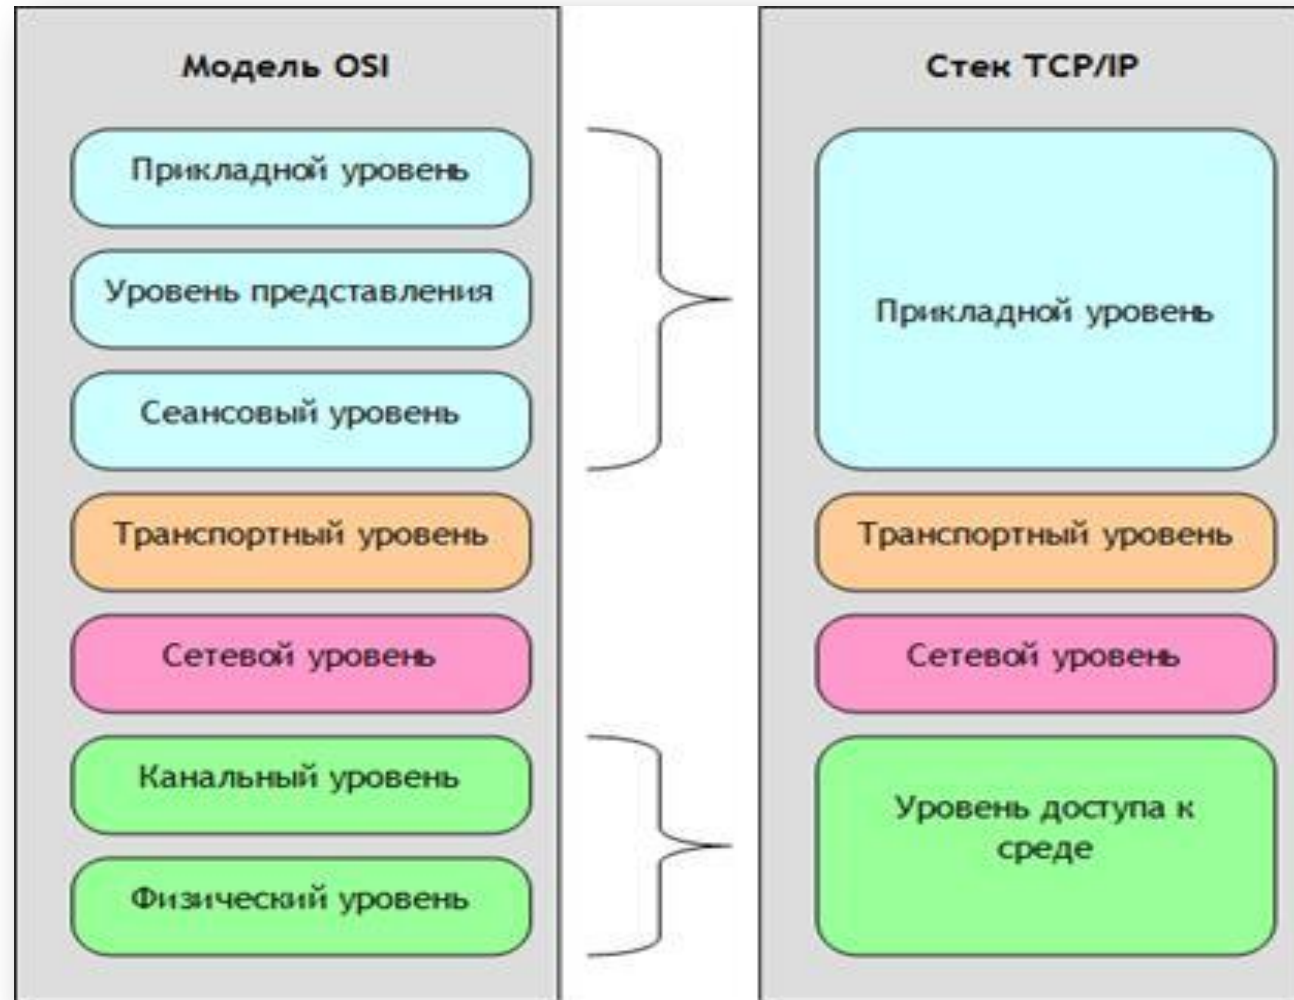 Модель OSI
Прикладной уровень
Уровень представления
Сеансовый уровень
Транспортный уровень
Сетевой уровень
Канальный уровень
Физический уровень
Стек TCP/IP
Прикладной уровень
Транспортный уровень
Сетевой уровень
Уровень доступа к
среде